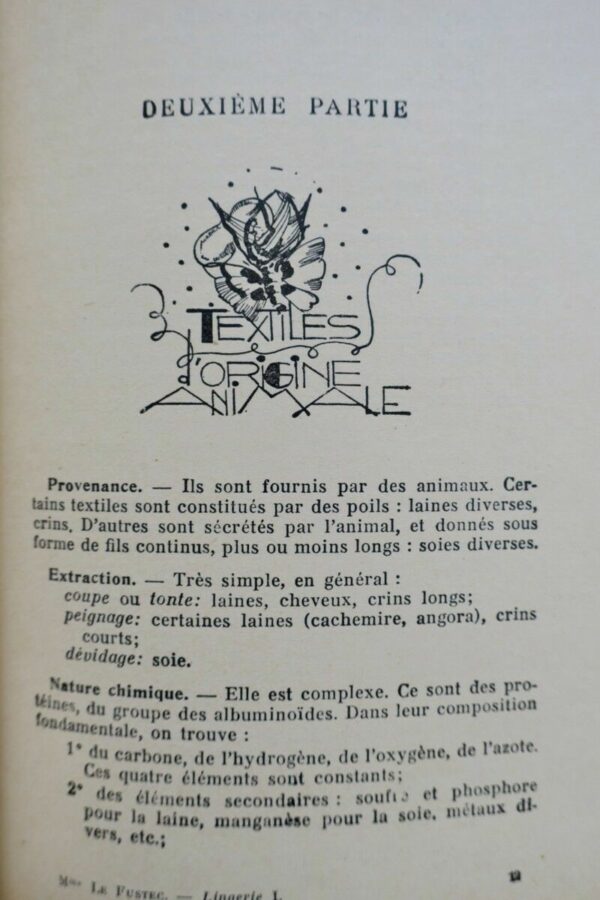 DEUXIÈME PARTIE
TEXTILES
D'ORIGINE
ANIMALE
Provenance. — Ils sont fournis par des animaux. Cer-
tains textiles sont constitués par des poils : laines diverses,
crins. D'autres sont sécrétés par l'animal, et donnés sous
forme de fils continus, plus ou moins longs : soies diverses.
Extraction. — Très simple, en général :
coupe ou tonte: laines, cheveux, crins longs;
peignage: certaines laines (cachemire, angora), crins
courts;
dévidage: soie.
Nature chimique. — Elle est complexe. Ce sont des pro-
téines, du groupe des albuminoïdes. Dans leur composition
fondamentale, on trouve :
1° du carbone, de l'hydrogène, de l'oxygène, de l'azote.
Ces quatre éléments sont constants;
2° des éléments secondaires : soufre et phosphore
pour la laine, manganèse pour la soie, métaux di-
vers, etc.;
Mme LE FUSTEC. — Lingerie I.
12